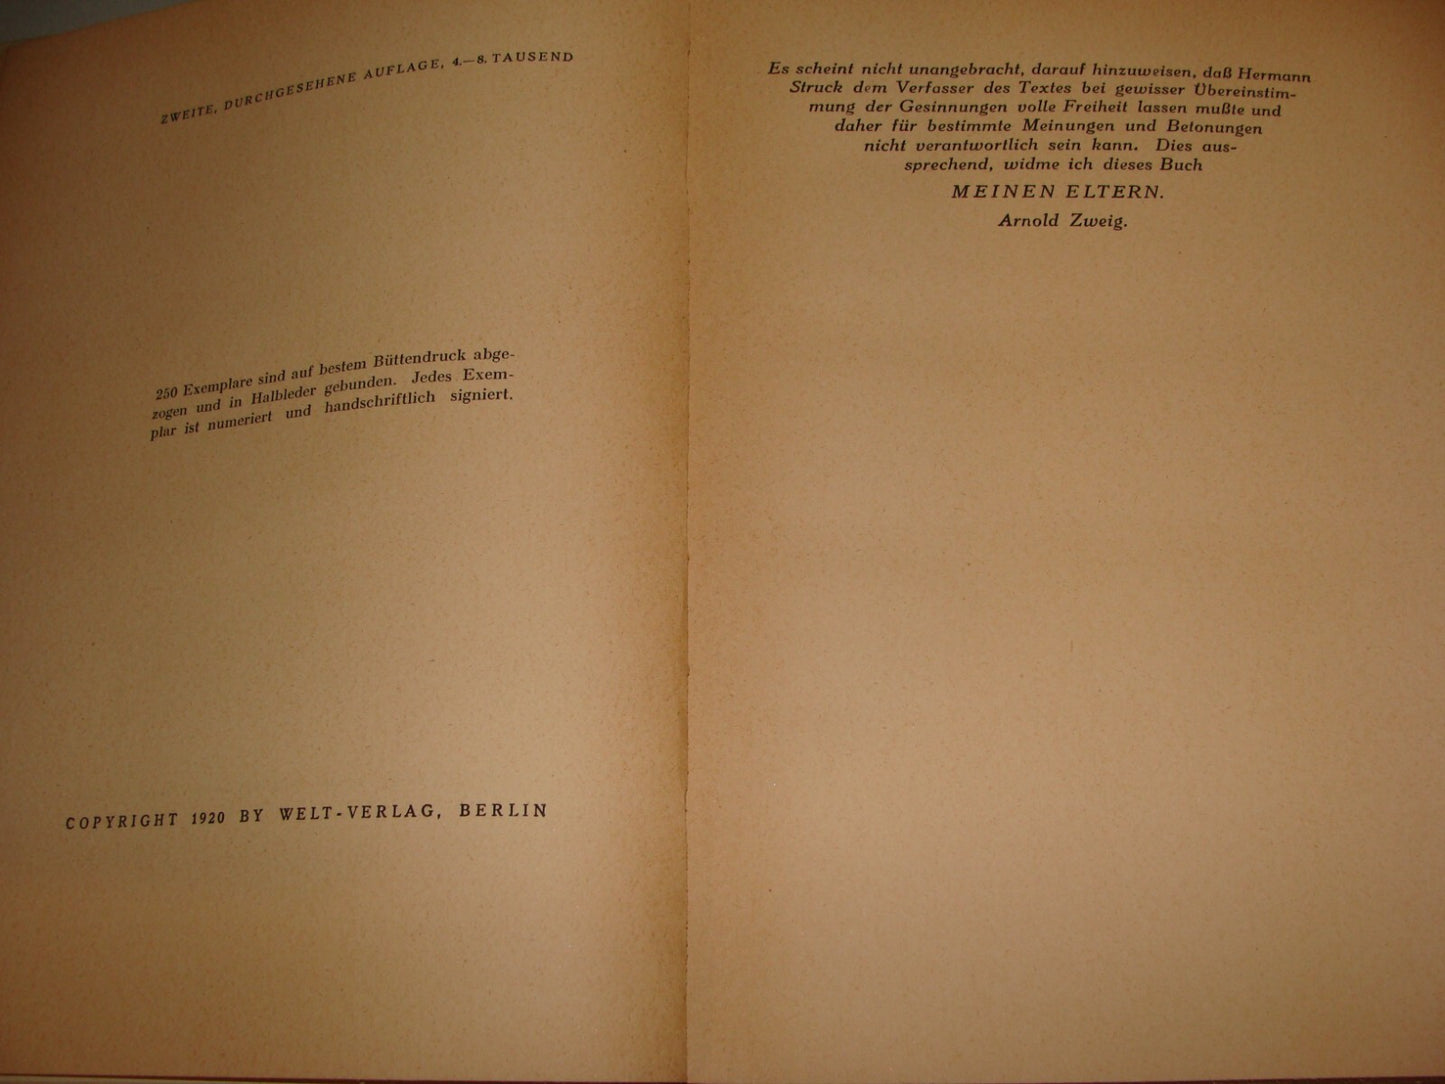 ZWEITE, DURCHGESEHENE AUFLAGE, 4.—8. TAUSEND
250 Exemplare sind auf bestem Büttendruck abge-
zogen und in Halbleder gebunden. Jedes Exem-
plar ist numeriert und handschriftlich signiert.
COPYRIGHT 1920 BY WELT-VERLAG, BERLIN
Es scheint nicht unangebracht, darauf hinzuweisen, daß Hermann
Struck dem Verfasser des Textes bei gewisser Übereinstim-
mung der Gesinnungen volle Freiheit lassen mußte und
daher für bestimmte Meinungen und Betonungen
nicht verantwortlich sein kann. Dies aus-
sprechend, widme ich dieses Buch
MEINEN ELTERN.
Arnold Zweig.